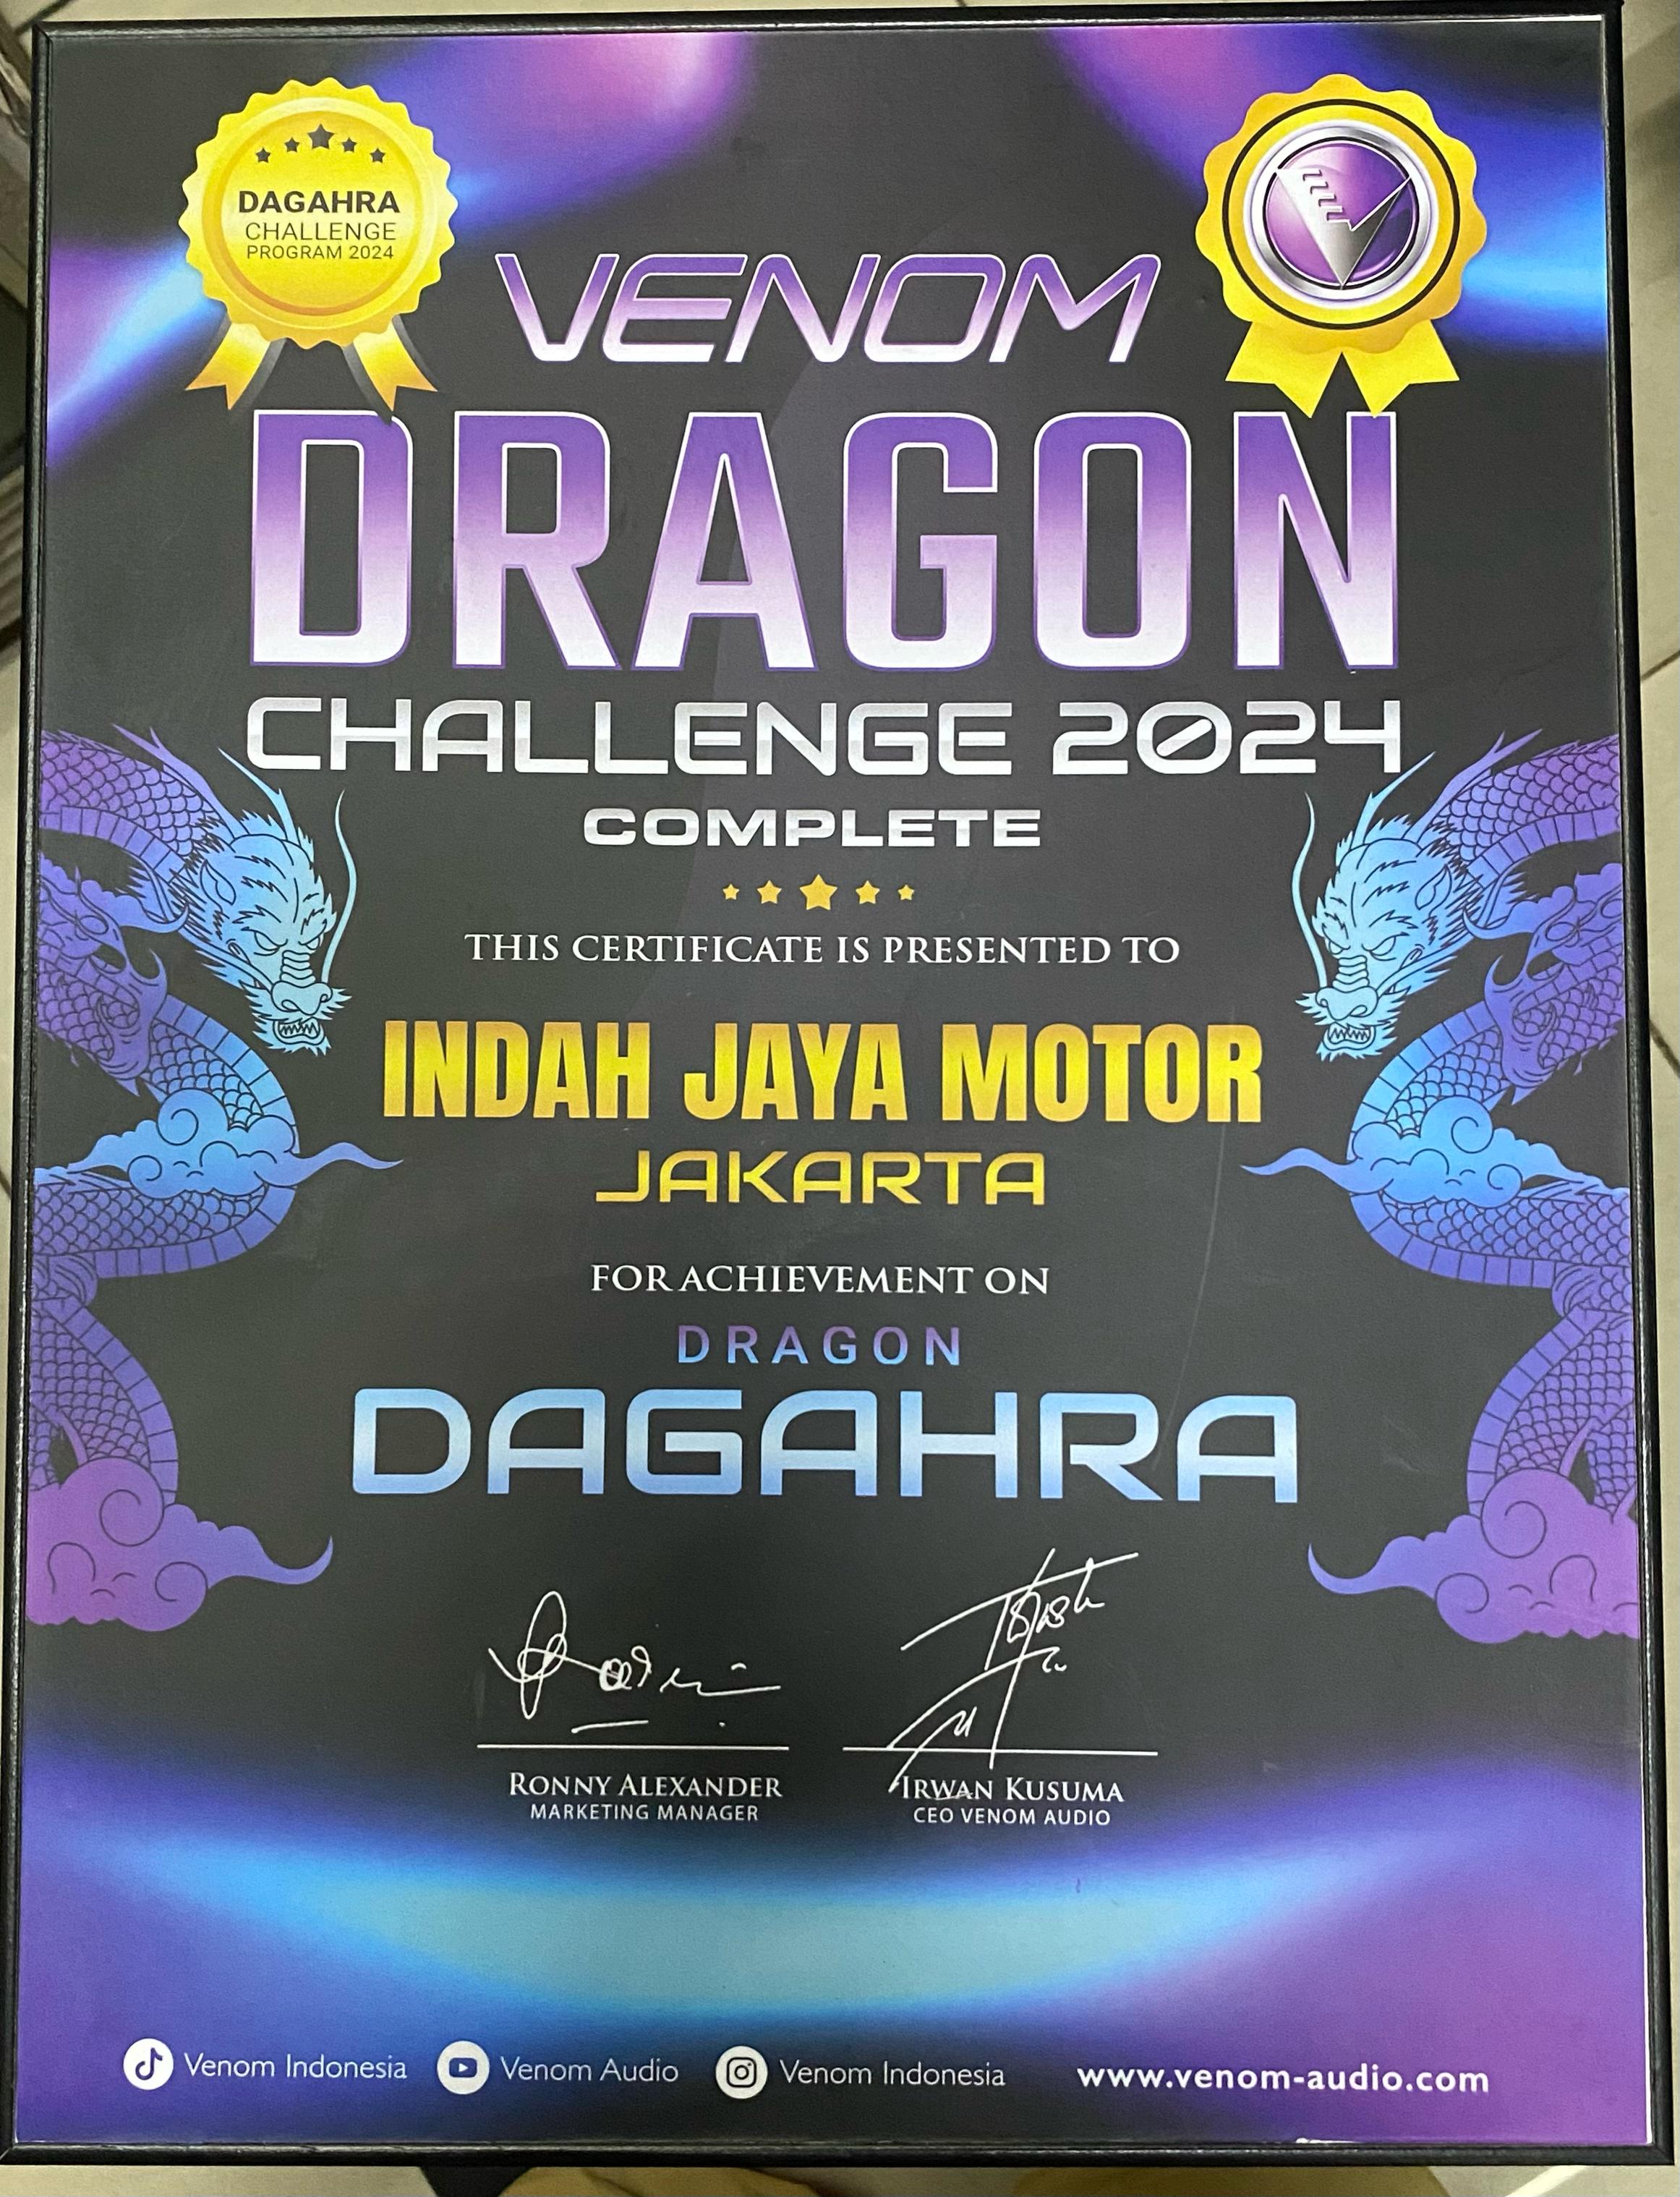 DAGAHRA
CHALLENGE
PROGRAM 2024
VENOM
DRAGON
CHALLENGE 2024
COMPLETE
THIS CERTIFICATE IS PRESENTED TO
INDAH JAYA MOTOR
JAKARTA
FOR ACHIEVEMENT ON
DRAGON
DAGAHRA
RONNY ALEXANDER
MARKETING MANAGER
IRWAN KUSUMA
CEO VENOM AUDIO
Venom Indonesia
Venom Audio
Venom Indonesia
www.venom-audio.com